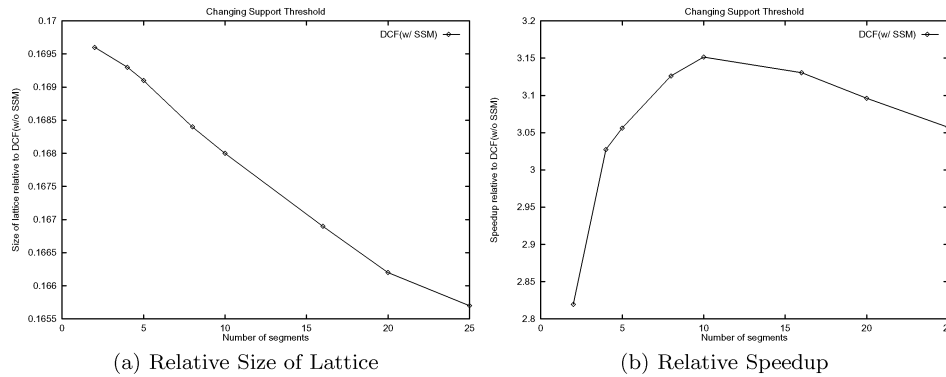 Changing Support Threshold
DCF(w/ SSM)
0.17
0.1695
0.169
0.1685
0.168
0.1675
0.167
0.1665
0.166
0.1655
Size of lattice relative to DCF(w/o SSM)
0 5 10 15 20 25
Number of segments
(a) Relative Size of Lattice
Changing Support Threshold
DCF(w/ SSM)
3.2
3.15
3.1
3.05
3
2.95
2.9
2.85
2.8
Speedup relative to DCF(w/o SSM)
0 5 10 15 20
Number of segments
(b) Relative Speedup